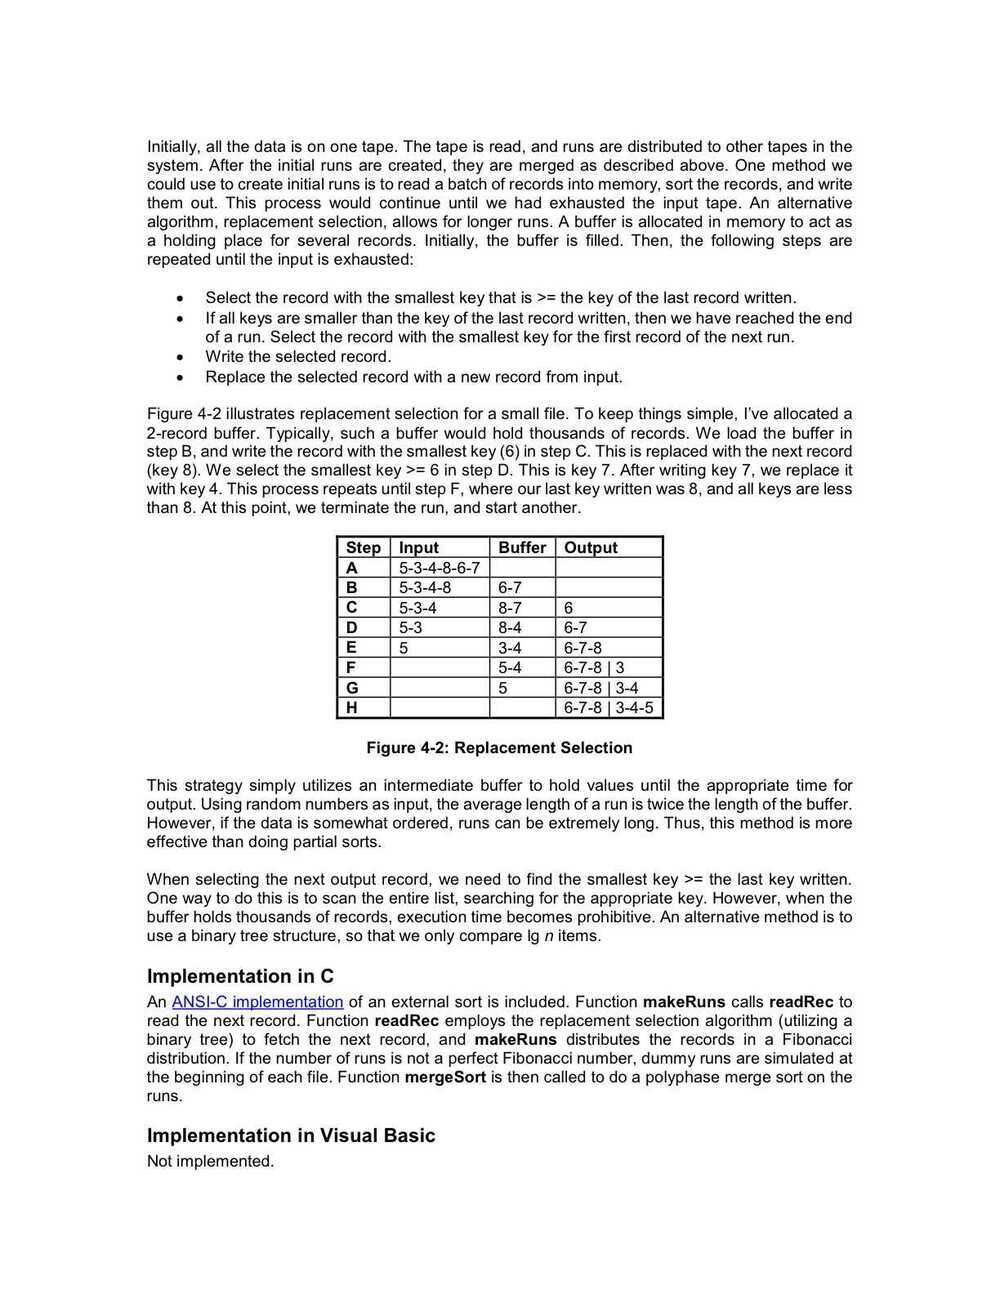 Initially, all the data is on one tape. The tape is read, and runs are distributed to other tapes in the
system. After the initial runs are created, they are merged as described above. One method we
could use to create initial runs is to read a batch of records into memory, sort the records, and write
them out. This process would continue until we had exhausted the input tape. An alternative
algorithm, replacement selection, allows for longer runs. A buffer is allocated in memory to act as
a holding place for several records. Initially, the buffer is filled. Then, the following steps are
repeated until the input is exhausted:
• Select the record with the smallest key that is >= the key of the last record written.
• If all keys are smaller than the key of the last record written, then we have reached the end
of a run. Select the record with the smallest key for the first record of the next run.
• Write the selected record.
• Replace the selected record with a new record from input.
Figure 4-2 illustrates replacement selection for a small file. To keep things simple, I’ve allocated a
2-record buffer. Typically, such a buffer would hold thousands of records. We load the buffer in
step B, and write the record with the smallest key (6) in step C. This is replaced with the next record
(key 8). We select the smallest key >= 6 in step D. This is key 7. After writing key 7, we replace it
with key 4. This process repeats until step F, where our last key written was 8, and all keys are less
than 8. At this point, we terminate the run, and start another.
Step Input Buffer Output
A 5-3-4-8-6-7
B 5-3-4-8 6-7
C 5-3-4 8-7 6
D 5-3 8-4 6-7
E 5 3-4 6-7-8
F 5-4 6-7-8 | 3
G 5 6-7-8 | 3-4
H 6-7-8 | 3-4-5
Figure 4-2: Replacement Selection
This strategy simply utilizes an intermediate buffer to hold values until the appropriate time for
output. Using random numbers as input, the average length of a run is twice the length of the buffer.
However, if the data is somewhat ordered, runs can be extremely long. Thus, this method is more
effective than doing partial sorts.
When selecting the next output record, we need to find the smallest key >= the last key written.
One way to do this is to scan the entire list, searching for the appropriate key. However, when the
buffer holds thousands of records, execution time becomes prohibitive. An alternative method is to
use a binary tree structure, so that we only compare lg n items.
Implementation in C
An ANSI-C implementation of an external sort is included. Function makeRuns calls readRec to
read the next record. Function readRec employs the replacement selection algorithm (utilizing a
binary tree) to fetch the next record, and makeRuns distributes the records in a Fibonacci
distribution. If the number of runs is not a perfect Fibonacci number, dummy runs are simulated at
the beginning of each file. Function mergeSort is then called to do a polyphase merge sort on the
runs.
Implementation in Visual Basic
Not implemented.